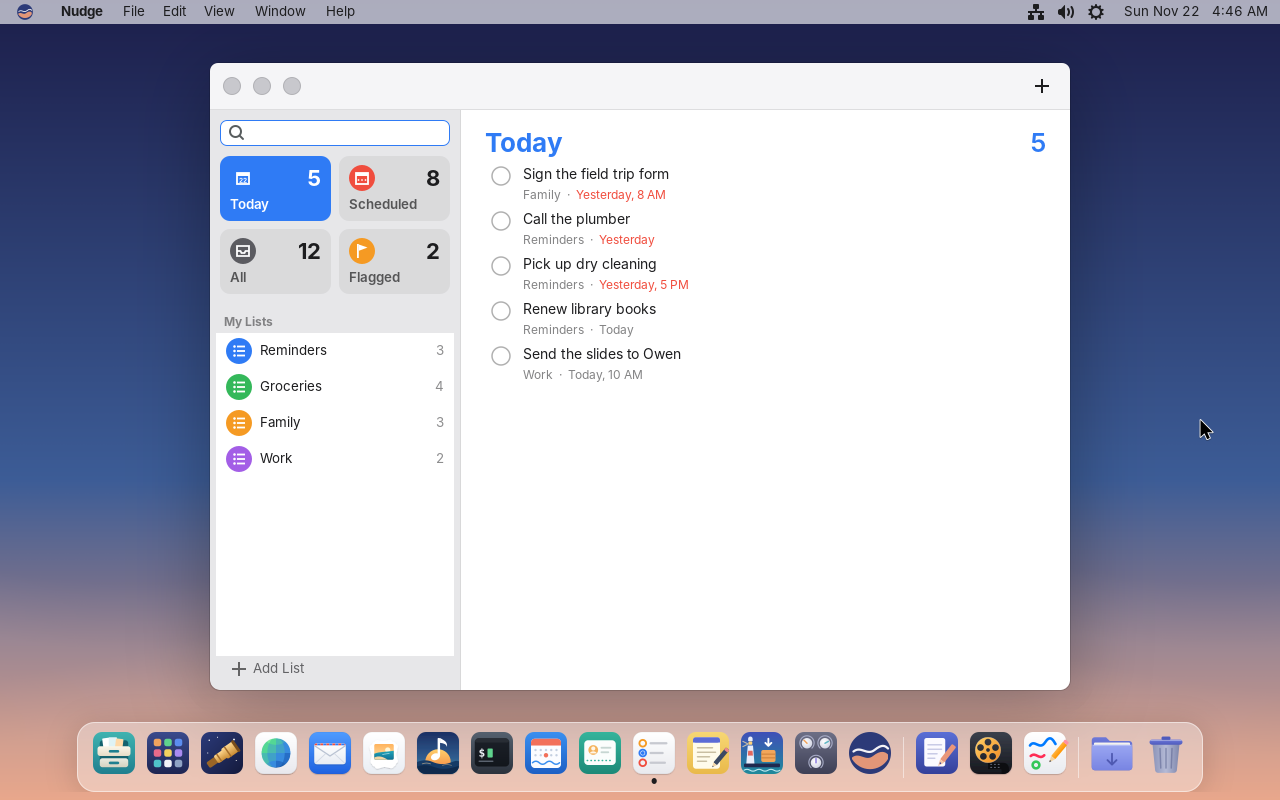 Nudge File Edit View Window Help Sun Nov 22 4:46 AM
5 Today
8 Scheduled
12 All
2 Flagged
My Lists
Reminders 3
Groceries 4
Family 3
Work 2
Add List
Today 5
Sign the field trip form
Family · Yesterday, 8 AM
Call the plumber
Reminders · Yesterday
Pick up dry cleaning
Reminders · Yesterday, 5 PM
Renew library books
Reminders · Today
Send the slides to Owen
Work · Today, 10 AM